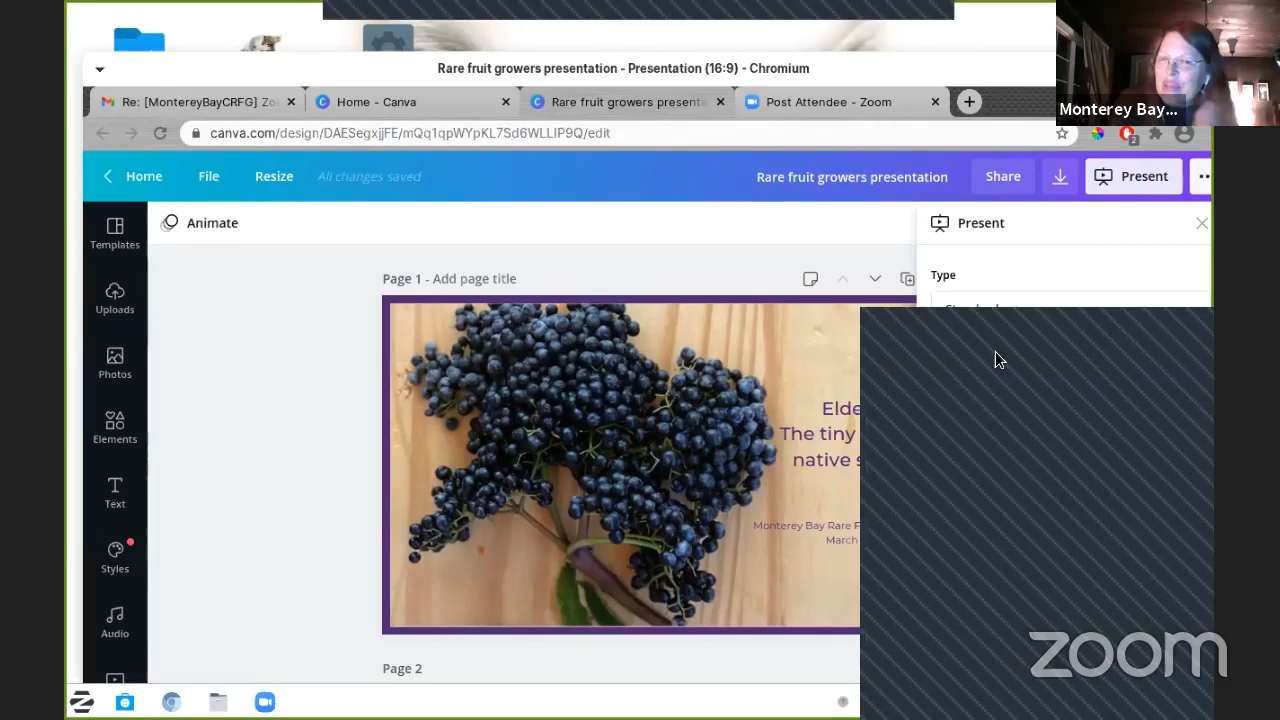 Rare fruit growers presentation - Presentation (16:9) - Chromium
Re: [MontereyBayCRFG] Zo
Home - Canva
Rare fruit growers presenta
Post Attendee - Zoom
Monterey Bay...
canva.com/design/DAESegxjjFE/mQq1qpWYpKL7Sd6WLLIP9Q/edit
2
Home
File
Resize
All changes saved
Rare fruit growers presentation
Share
Present
Templates
Animate
Present
Page 1 - Add page title
Type
Uploads
Photos
Elde
The tiny
native s
Elements
Text
Monterey Bay Rare F
March
Styles
Audio
Page 2
zoom